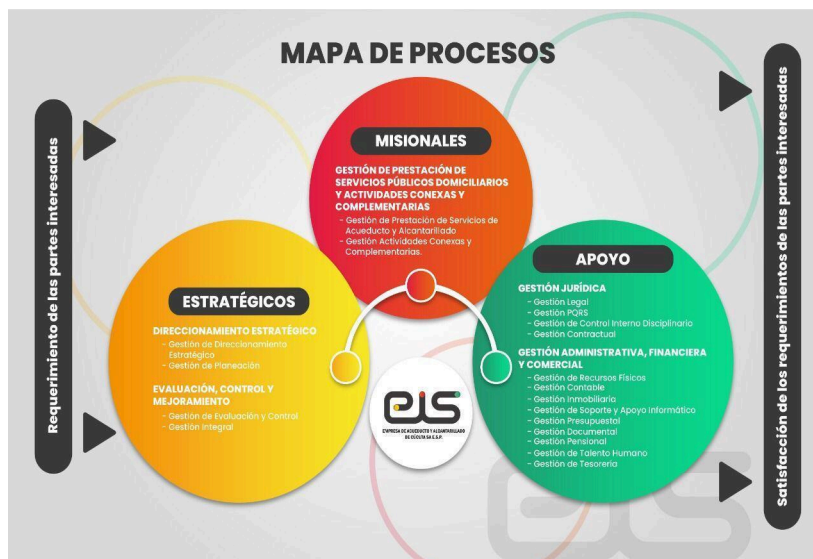 MAPA DE PROCESOS
Requerimiento de las partes interesadas
MISIONALES
GESTIÓN DE PRESTACIÓN DE
SERVICIOS PÚBLICOS DOMICILIARIOS
Y ACTIVIDADES CONEXAS Y
COMPLEMENTARIAS
- Gestión de Prestación de Servicios de
Acueducto y Alcantarillado
- Gestión Actividades Conexas y
Complementarias.
ESTRATÉGICOS
DIRECCIONAMIENTO ESTRATÉGICO
- Gestión de Direccionamiento
Estratégico
- Gestión de Planeación
EVALUACIÓN, CONTROL Y
MEJORAMIENTO
- Gestión de Evaluación y Control
- Gestión Integral
eis
EMPRESA DE ACUEDUCTO Y ALCANTARILLADO
DE CÚCUTA SA E.S.P.
APOYO
GESTIÓN JURÍDICA
- Gestión Legal
- Gestión PQRS
- Gestión de Control Interno Disciplinario
- Gestión Contractual
GESTIÓN ADMINISTRATIVA, FINANCIERA
Y COMERCIAL
- Gestión de Recursos Físicos
- Gestión Contable
- Gestión Inmobiliaria
- Gestión de Soporte y Apoyo Informático
- Gestión Presupuestal
- Gestión Documental
- Gestión Pensional
- Gestión de Talento Humano
- Gestión de Tesorería
Satisfacción de los requerimientos de las partes interesadas
eis